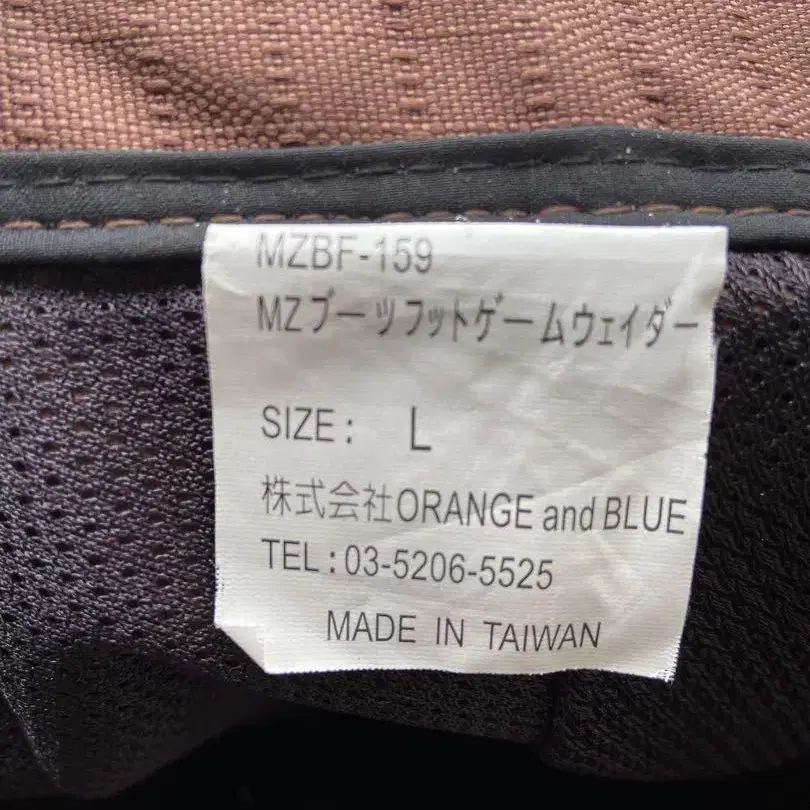 MZBF-159
MZブーツフットゲームウェイダー
SIZE: L
株式会社ORANGE and BLUE
TEL:03-5206-5525
MADE IN TAIWAN